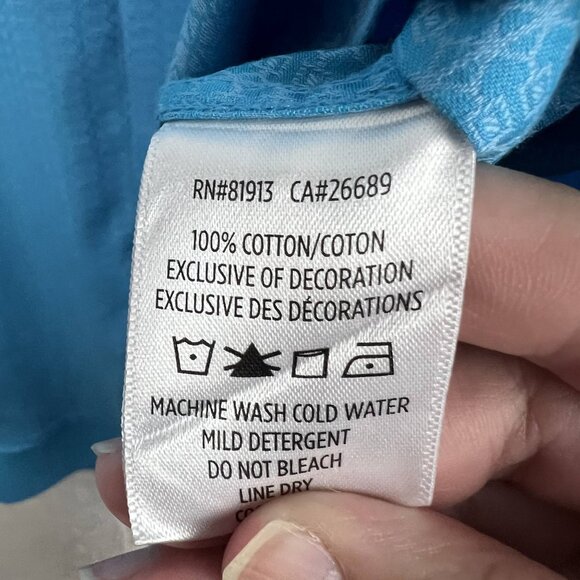 RN#81913 CA#26689
100% COTTON/COTON
EXCLUSIVE OF DECORATION
EXCLUSIVE DES DÉCORATIONS
MACHINE WASH COLD WATER
MILD DETERGENT
DO NOT BLEACH
LINE DRY